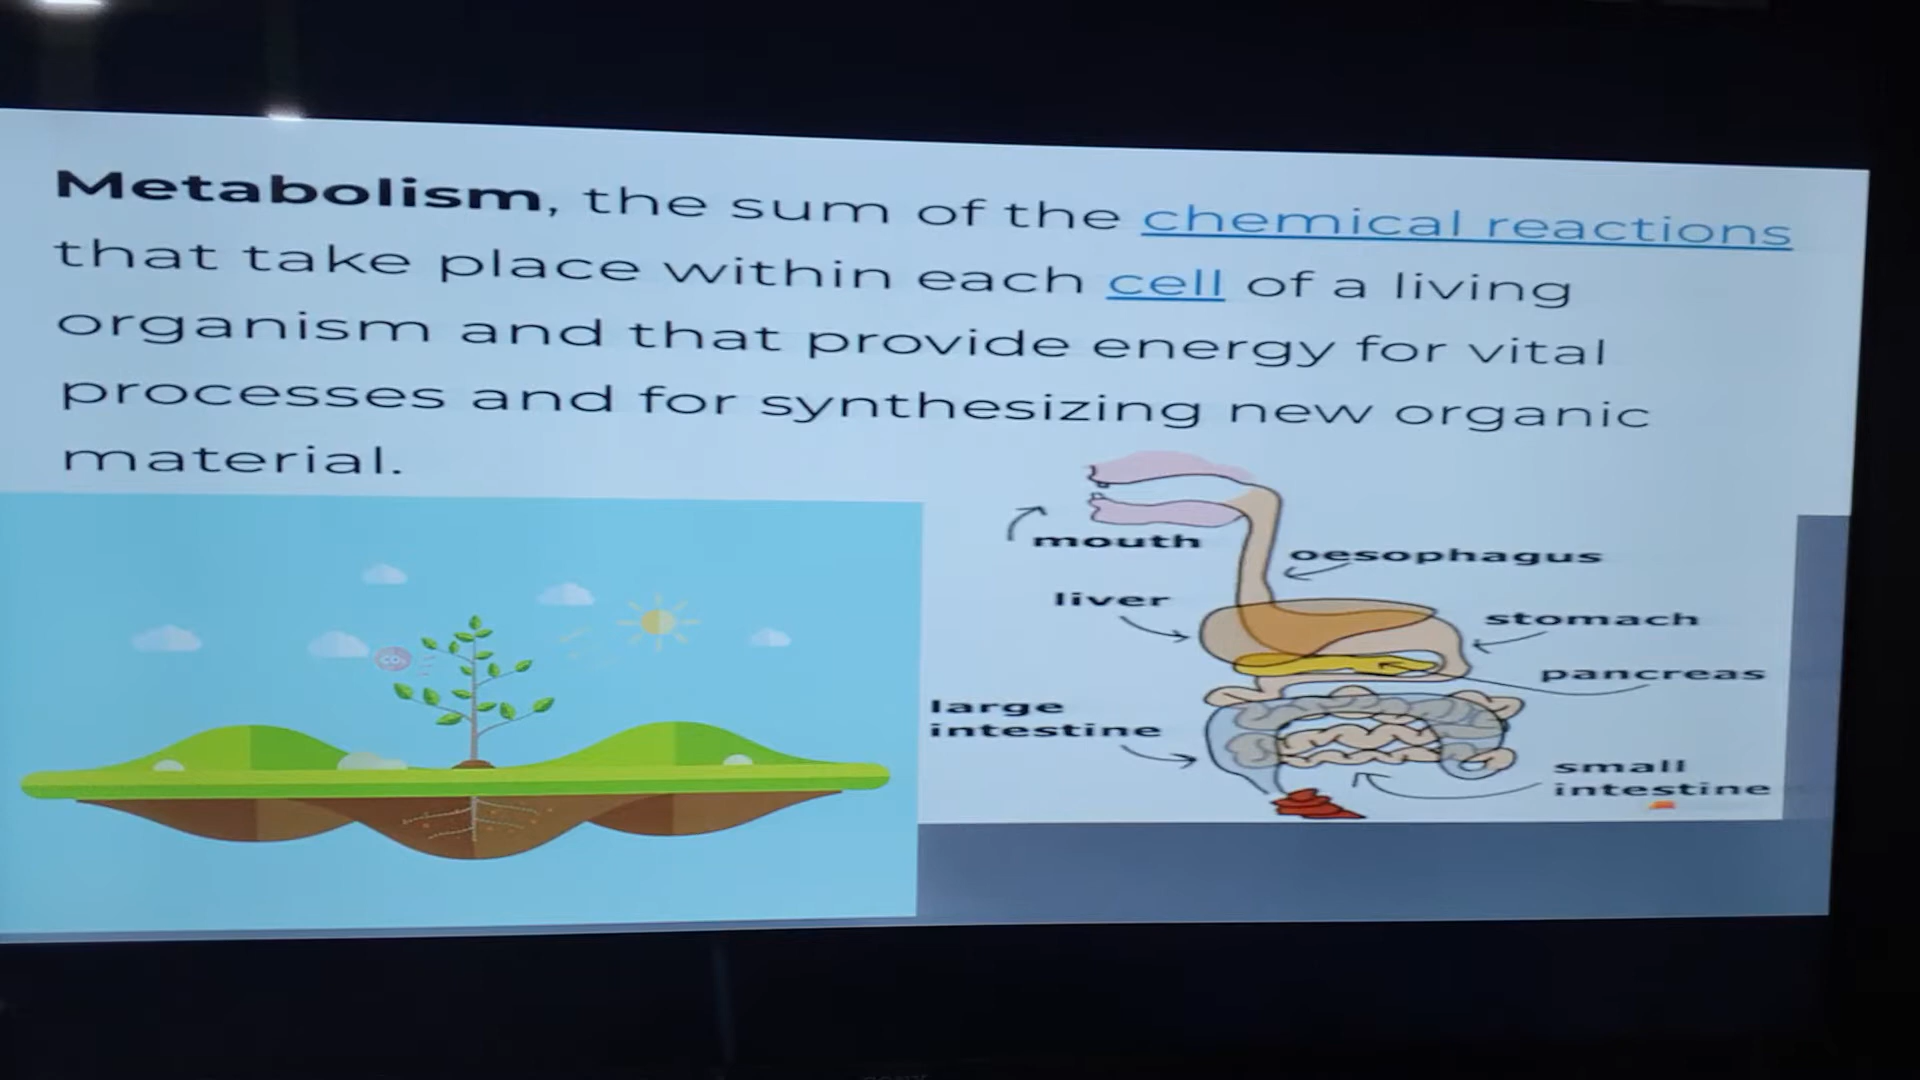 Metabolism, the sum of the chemical reactions
that take place within each cell of a living
organism and that provide energy for vital
processes and for synthesizing new organic
material.
CO₂
mouth
oesophagus
liver
stomach
pancreas
large
intestine
small
intestine